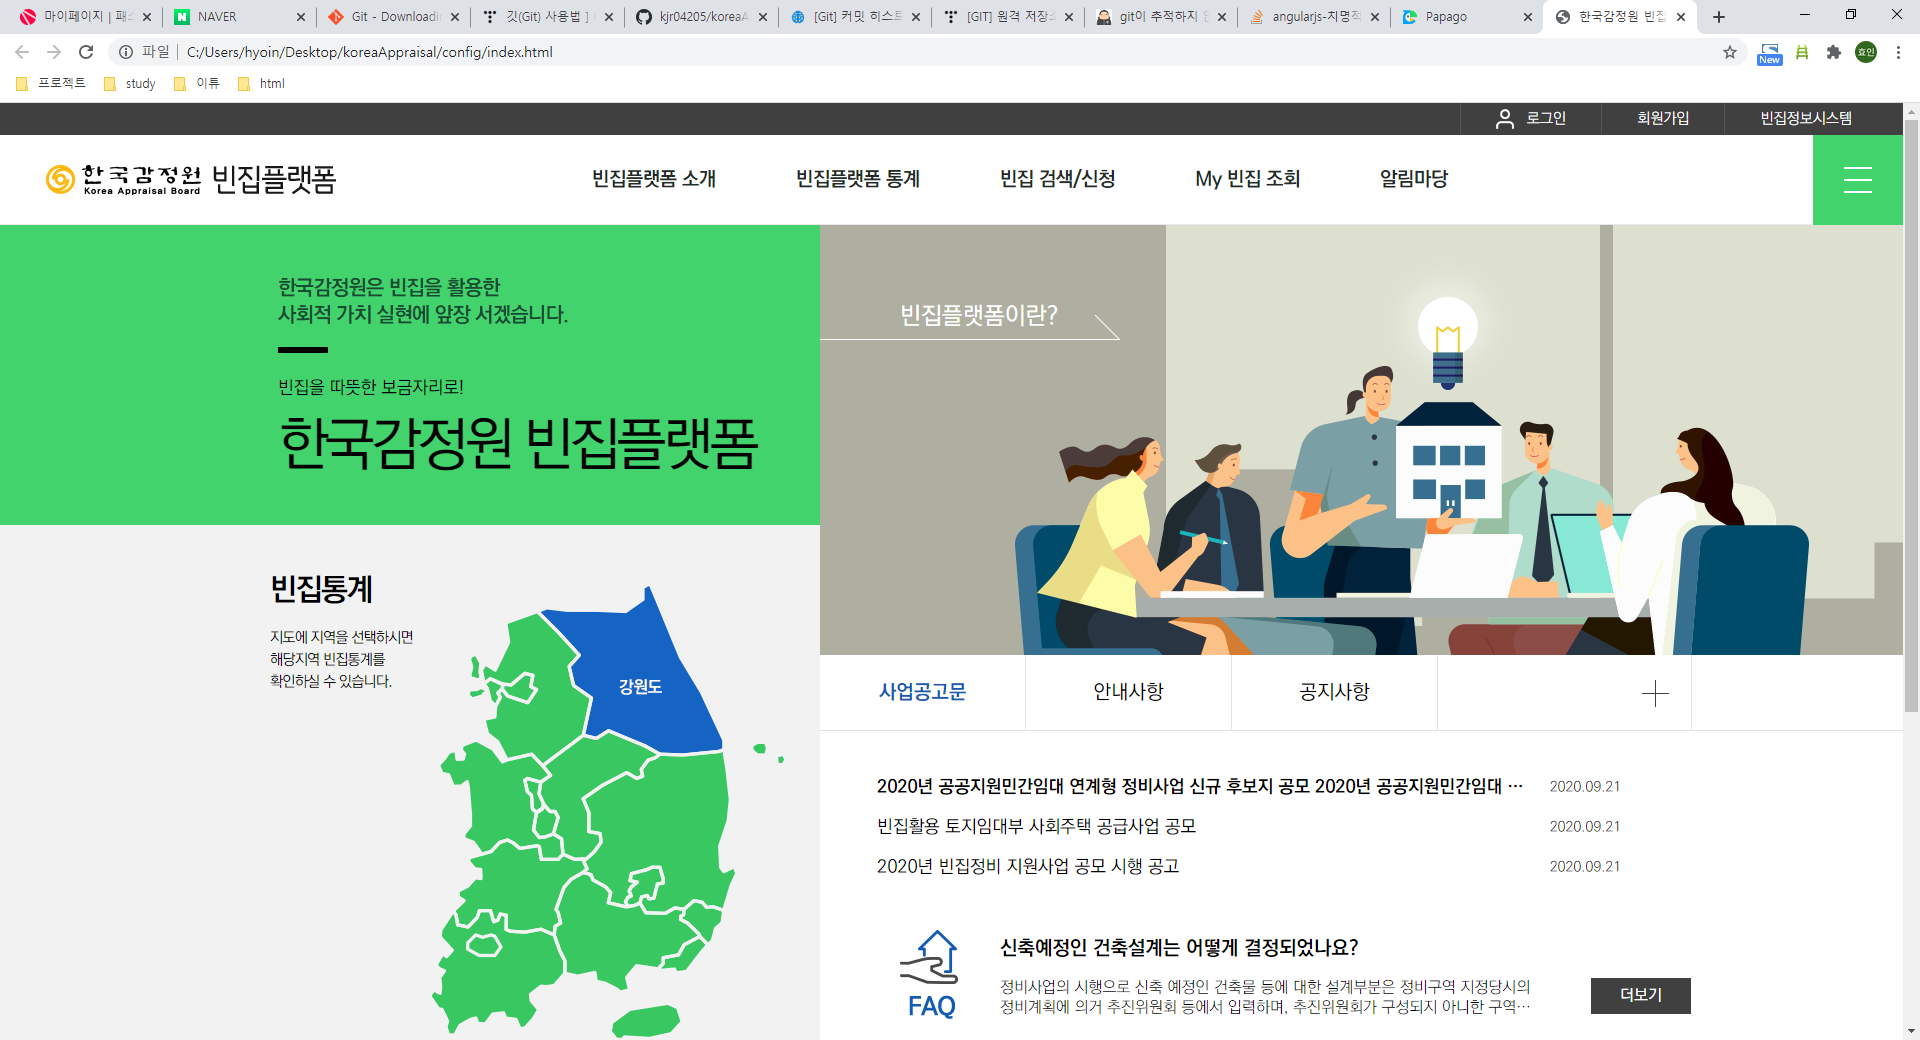 마이페이지 | 패스
NAVER
Git - Downloadin
깃(Git) 사용법 ]
kjr04205/koreaA
[Git] 커밋 히스토
[GIT] 원격 저장소
git이 추적하지
angularjs-치명적
Papago
한국감정원 빈집
파일
C:/Users/hyoin/Desktop/koreaAppraisal/config/index.html
New
효인
프로젝트
study
이튜
html
로그인
회원가입
빈집정보시스템
한국감정원 빈집플랫폼
Korea Appraisal Board
빈집플랫폼 소개
빈집플랫폼 통계
빈집 검색/신청
My 빈집 조회
알림마당
한국감정원은 빈집을 활용한
사회적 가치 실현에 앞장 서겠습니다.
빈집을 따뜻한 보금자리로!
한국감정원 빈집플랫폼
빈집플랫폼이란?
빈집통계
지도에 지역을 선택하시면
해당지역 빈집통계를
확인하실 수 있습니다.
강원도
사업공고문
안내사항
공지사항
2020년 공공지원민간임대 연계형 정비사업 신규 후보지 공모 2020년 공공지원민간임대 ···
2020.09.21
빈집활용 토지임대부 사회주택 공급사업 공모
2020.09.21
2020년 빈집정비 지원사업 공모 시행 공고
2020.09.21
FAQ
신축예정인 건축설계는 어떻게 결정되었나요?
정비사업의 시행으로 신축 예정인 건축물 등에 대한 설계부분은 정비구역 지정당시의
정비계획에 의거 추진위원회 등에서 입력하며, 추진위원회가 구성되지 아니한 구역···
더보기